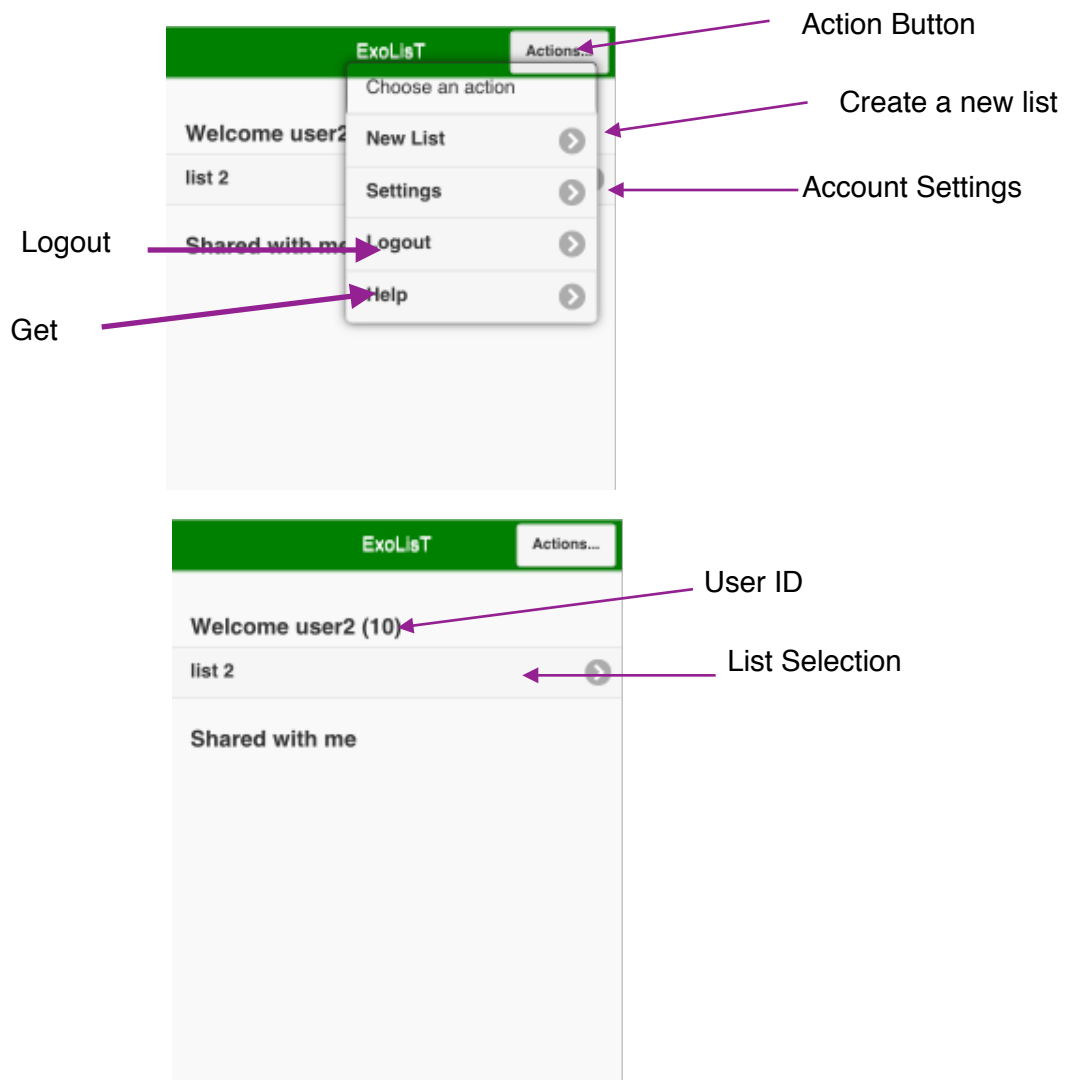 Action Button
ExoLisT
Actions...
Choose an action
Create a new list
Welcome user2
New List
list 2
Settings
Account Settings
Logout
Shared with me
Logout
Help
Get
ExoLisT
Actions...
User ID
Welcome user2 (10)
List Selection
list 2
Shared with me